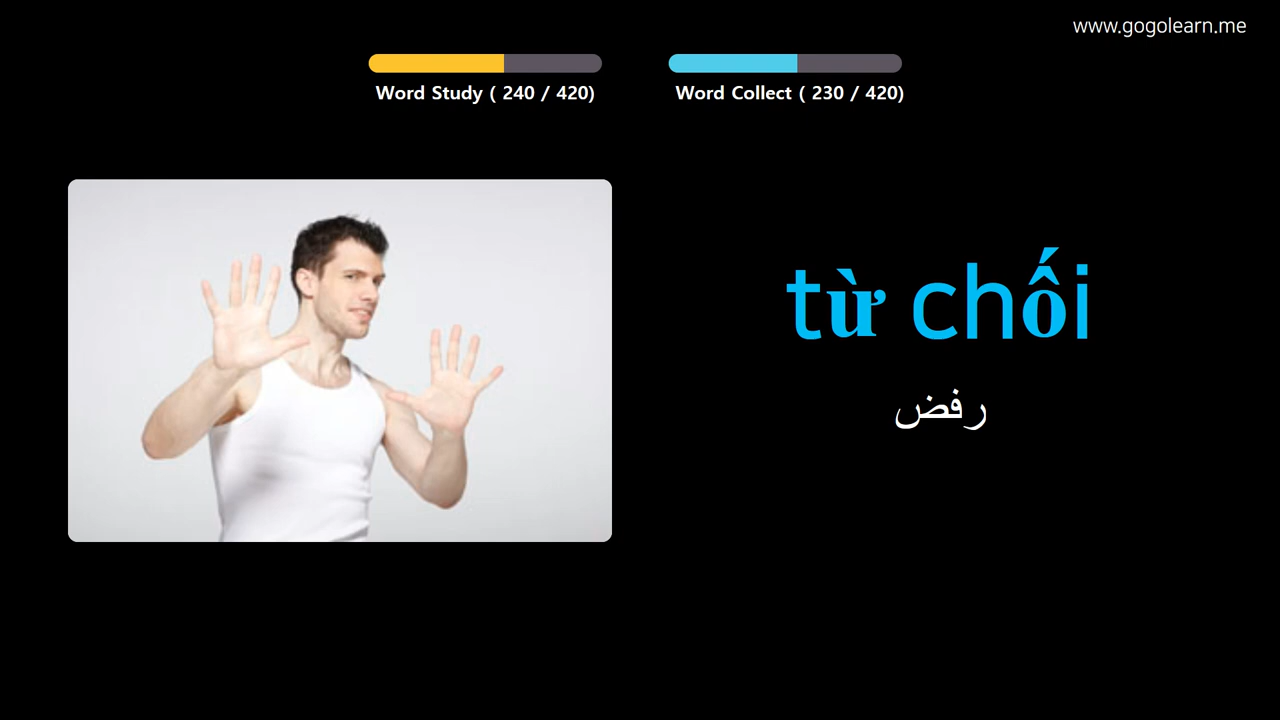 www.gogolearn.me
Word Study ( 240 / 420)
Word Collect ( 230 / 420)
từ chối
رفض